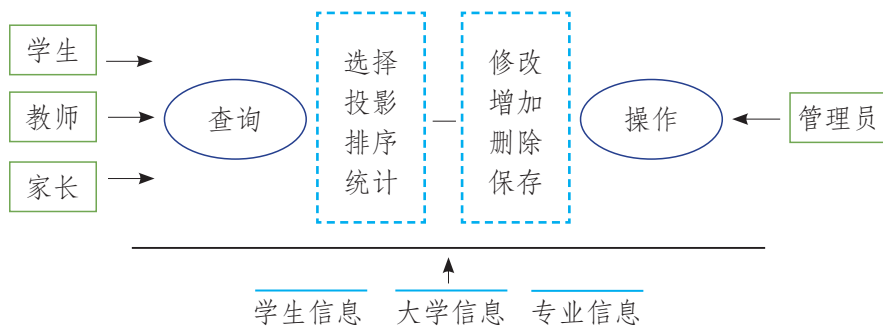 学生
教师
家长
查询
选择
投影
排序
统计
修改
增加
删除
保存
操作
管理员
学生信息
大学信息
专业信息